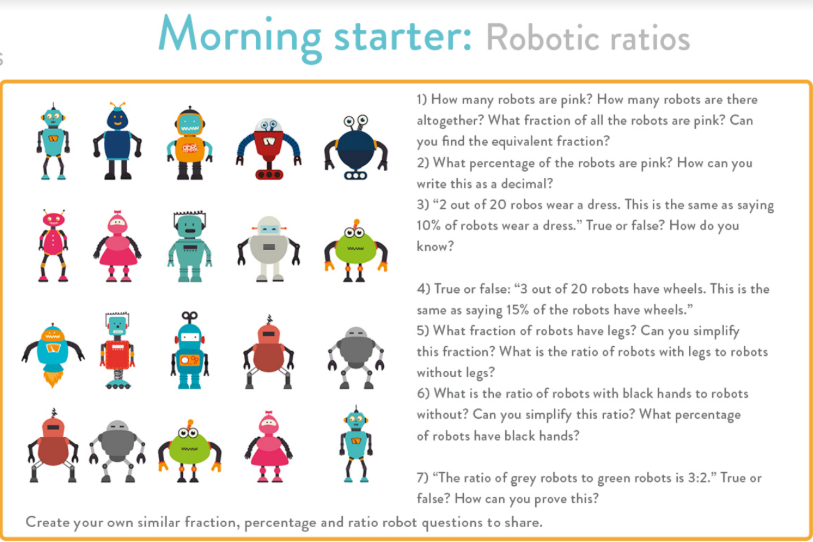 Morning starter: Robotic ratios
s
1) How many robots are pink? How many robots are there
altogether? What fraction of all the robots are pink? Can
you find the equivalent fraction?
2) What percentage of the robots are pink? How can you
write this as a decimal?
3) “2 out of 20 robos wear a dress. This is the same as saying
10% of robots wear a dress.” True or false? How do you
know?
4) True or false: “3 out of 20 robots have wheels. This is the
same as saying 15% of the robots have wheels.”
5) What fraction of robots have legs? Can you simplify
this fraction? What is the ratio of robots with legs to robots
without legs?
6) What is the ratio of robots with black hands to robots
without? Can you simplify this ratio? What percentage
of robots have black hands?
7) “The ratio of grey robots to green robots is 3:2.” True or
false? How can you prove this?
Create your own similar fraction, percentage and ratio robot questions to share.